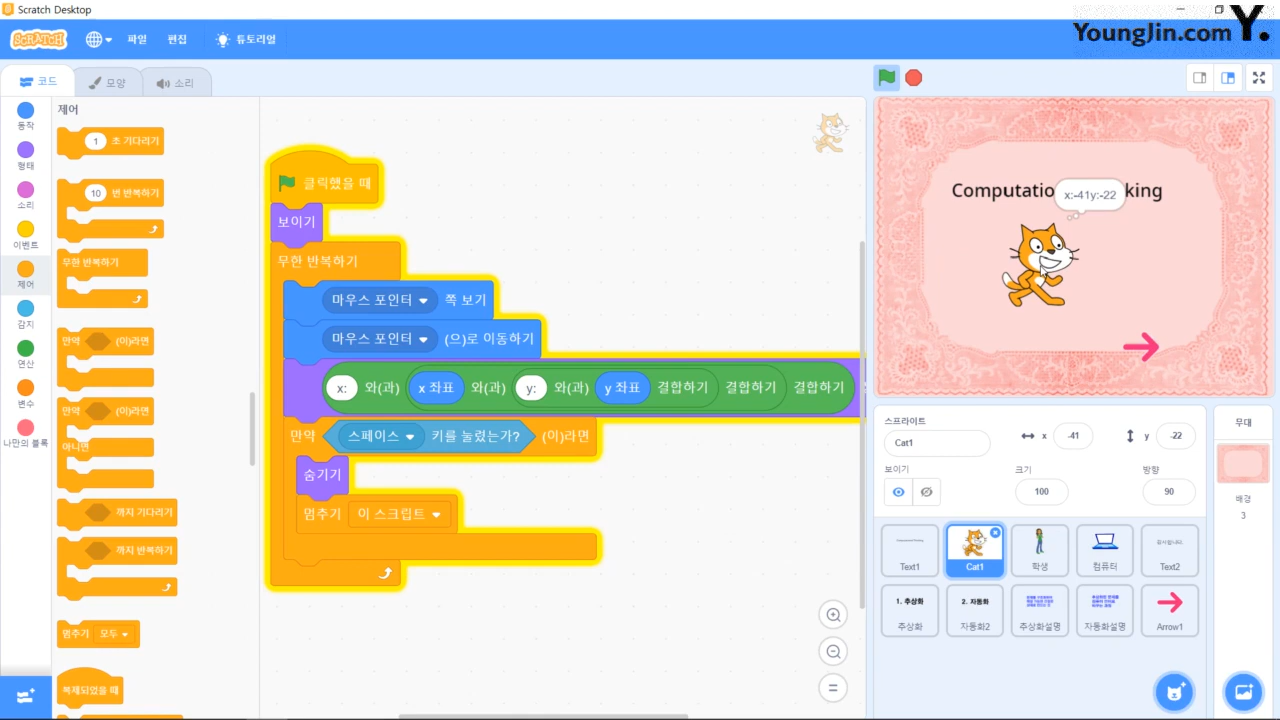 Scratch Desktop
YoungJin.com Y.
SCRATCH 파일 편집 튜토리얼
코드 모양 소리
동작
형태
소리
이벤트
제어
감지
연산
변수
나만의 블록
제어
1 초 기다리기
10 번 반복하기
무한 반복하기
만약 (이)라면
만약 (이)라면
아니면
까지 기다리기
까지 반복하기
멈추기 모두
복제되었을 때
클릭했을 때
보이기
무한 반복하기
마우스 포인터 쪽 보기
마우스 포인터 (으)로 이동하기
x: 와(과) x 좌표 와(과) y: 와(과) y 좌표 결합하기 결합하기 결합하기
만약 스페이스 키를 눌렀는가? (이)라면
숨기기
멈추기 이 스크립트
x:-41y:-22
Computatio king
스프라이트
Cat1
x -41 y -22
보이기 크기 방향
100 90
Text1 Cat1 학생 컴퓨터 Text2
감사합니다.
1. 추상화 2. 자동화
추상화 자동화2 추상화설명 자동화설명 Arrow1
무대
배경
3